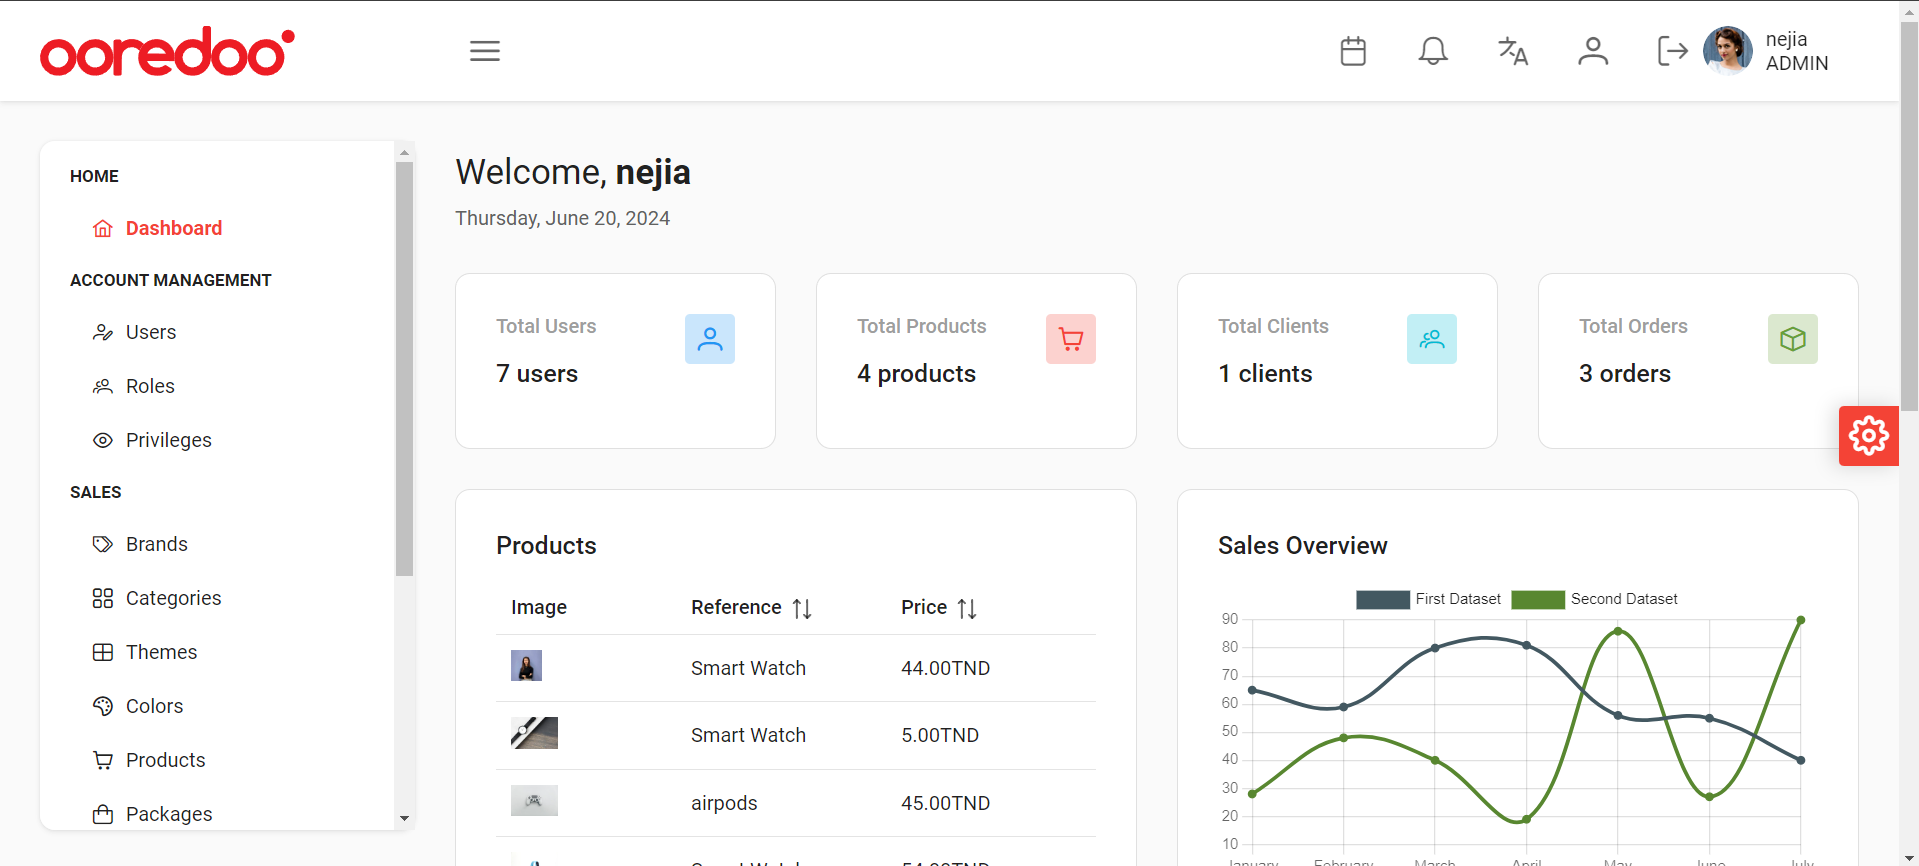 ooredoo
nejia
ADMIN
HOME
Dashboard
ACCOUNT MANAGEMENT
Users
Roles
Privileges
SALES
Brands
Categories
Themes
Colors
Products
Packages
Welcome, nejia
Thursday, June 20, 2024
Total Users
7 users
Total Products
4 products
Total Clients
1 clients
Total Orders
3 orders
Products
Image Reference Price
Smart Watch 44.00TND
Smart Watch 5.00TND
airpods 45.00TND
Smart Watch 54.00TND
Sales Overview
First Dataset Second Dataset
90
80
70
60
50
40
30
20
10
January February March April May June July